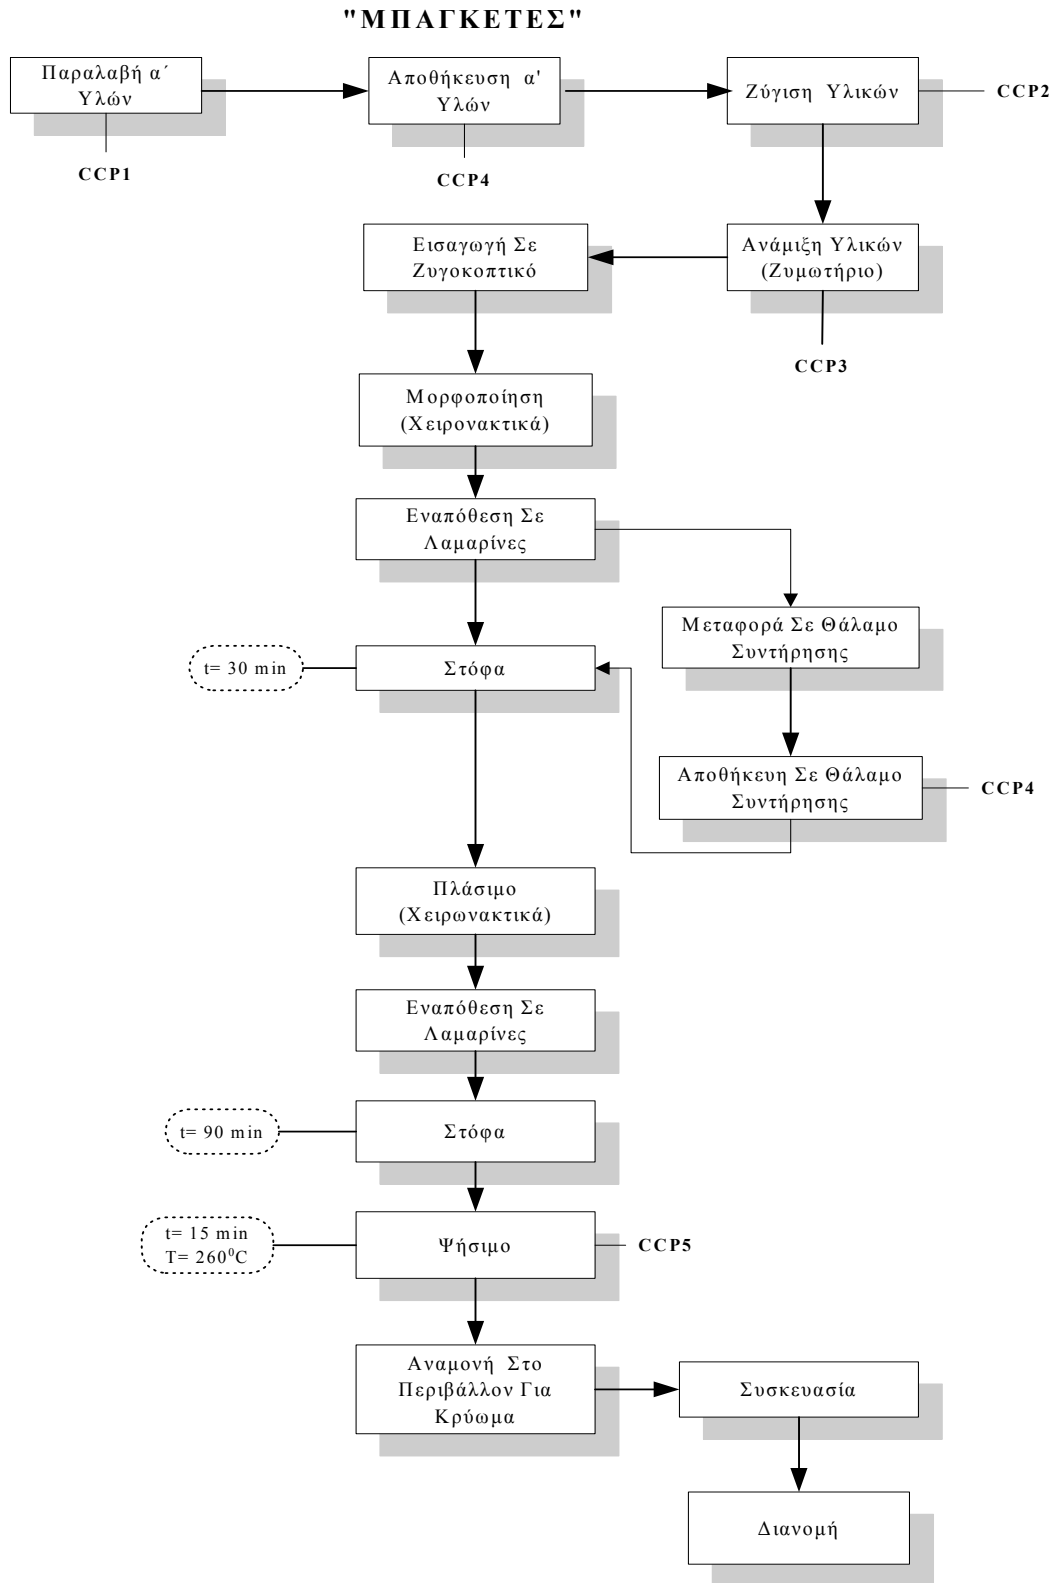 "ΜΠΑΓΚΕΤΕΣ"
Παραλαβή α΄
Υλών
CCP1
Αποθήκευση α'
Υλών
CCP4
Ζύγιση Υλικών
CCP2
Ανάμιξη Υλικών
(Ζυμωτήριο)
CCP3
Εισαγωγή Σε
Ζυγοκοπτικό
Μορφοποίηση
(Χειρονακτικά)
Εναπόθεση Σε
Λαμαρίνες
Μεταφορά Σε Θάλαμο
Συντήρησης
Αποθήκευη Σε Θάλαμο
Συντήρησης
CCP4
t= 30 min
Στόφα
Πλάσιμο
(Χειρωνακτικά)
Εναπόθεση Σε
Λαμαρίνες
t= 90 min
Στόφα
t= 15 min
T= 260⁰C
Ψήσιμο
CCP5
Αναμονή Στο
Περιβάλλον Για
Κρύωμα
Συσκευασία
Διανομή